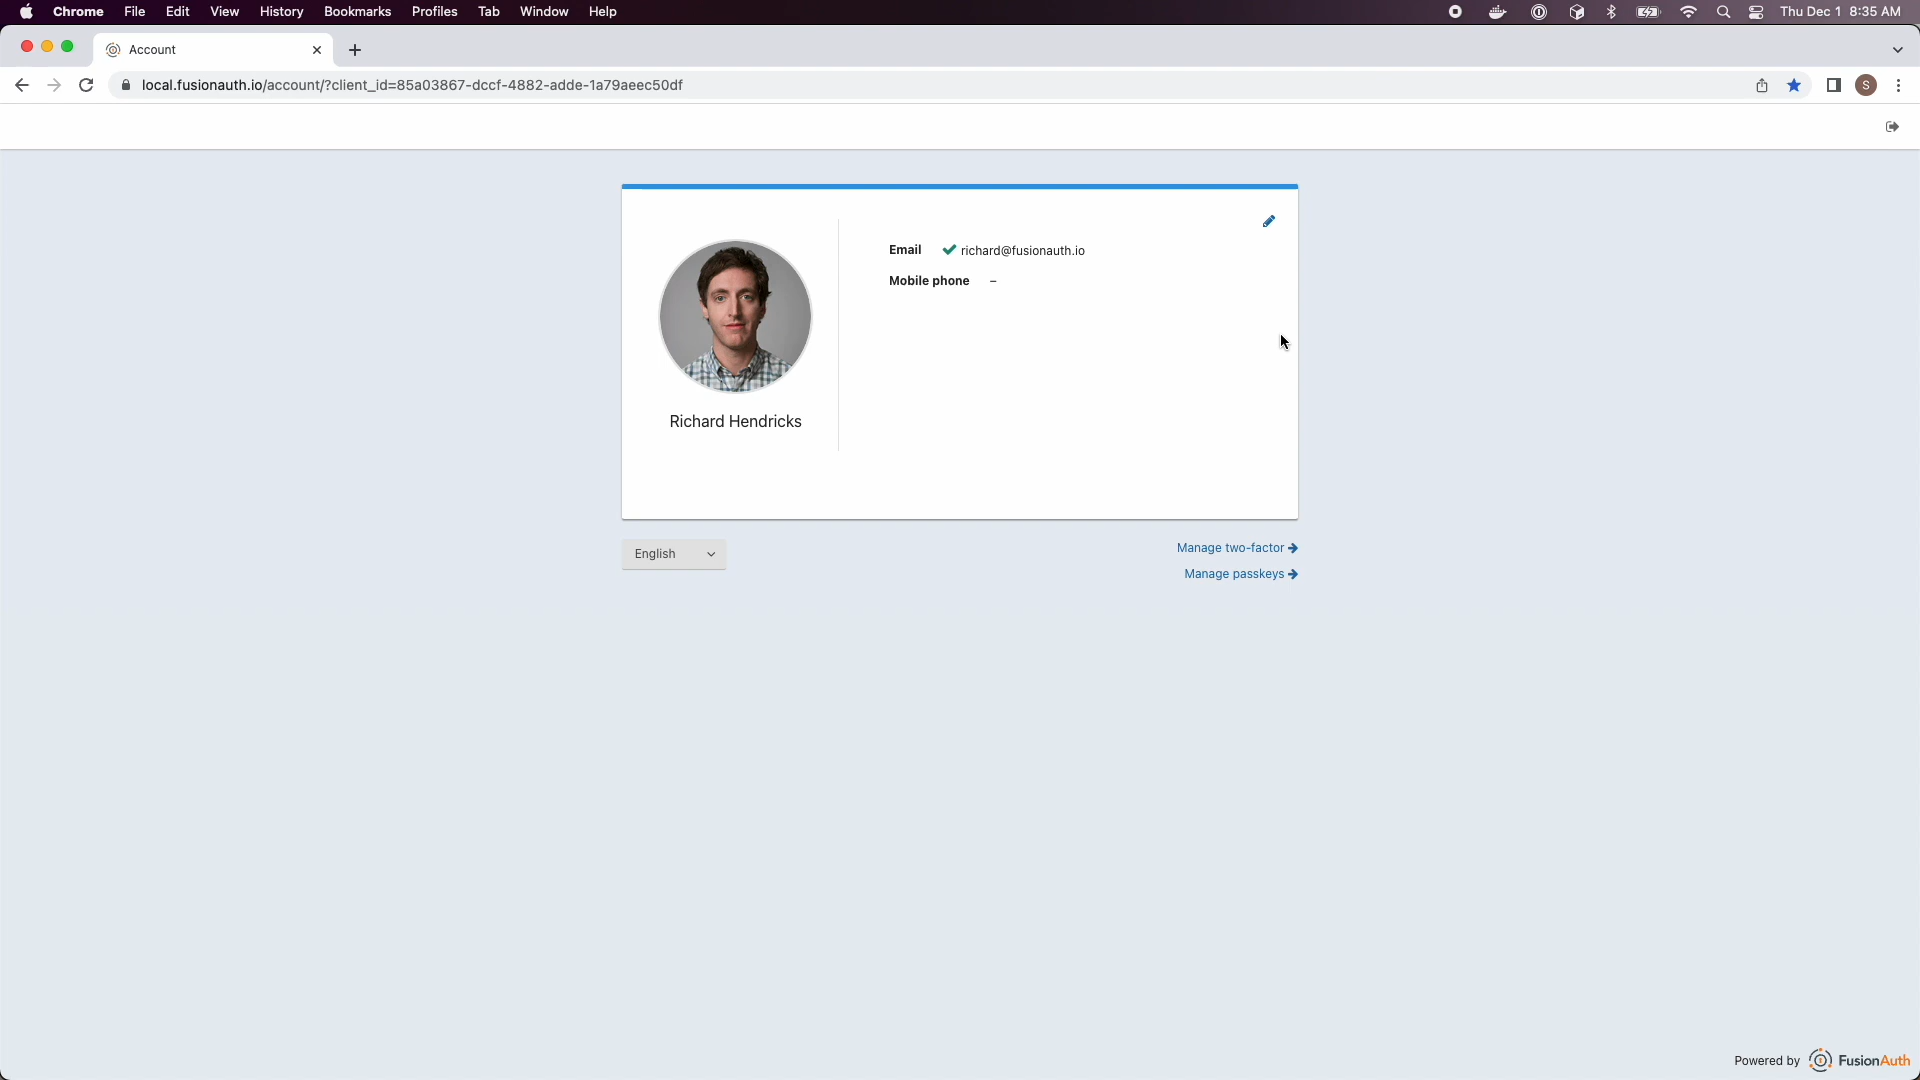 Chrome File Edit View History Bookmarks Profiles Tab Window Help Thu Dec 1 8:35 AM
Account
local.fusionauth.io/account/?client_id=85a03867-dccf-4882-adde-1a79aeec50df S
Email richard@fusionauth.io
Mobile phone –
Richard Hendricks
English
Manage two-factor
Manage passkeys
Powered by FusionAuth